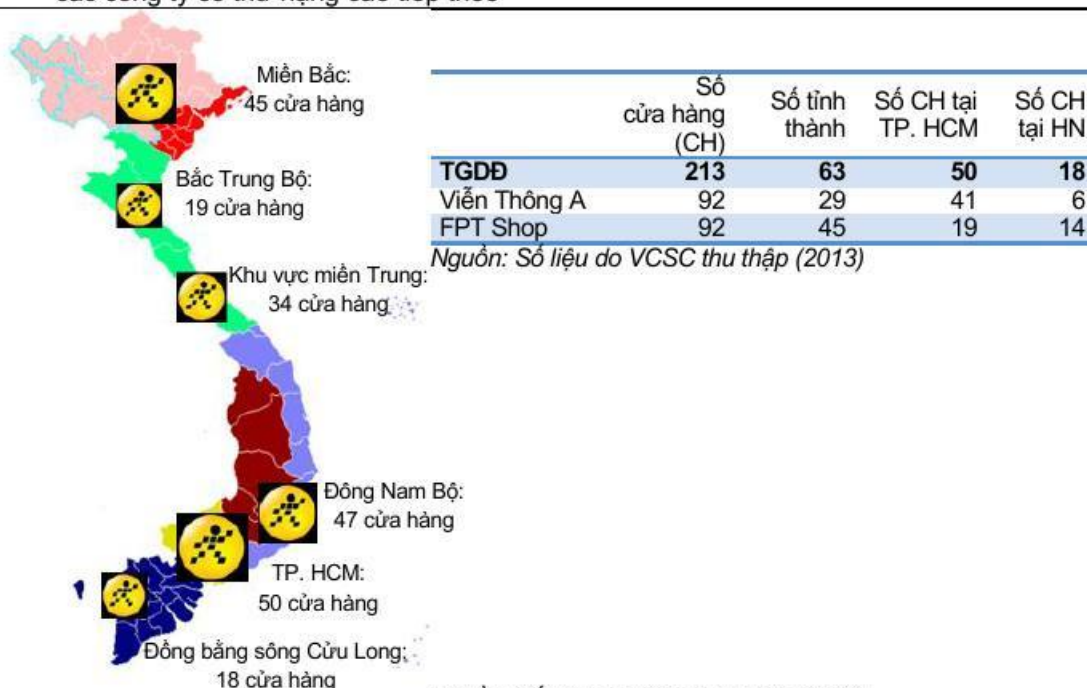 Miền Bắc:
45 cửa hàng
Bắc Trung Bộ:
19 cửa hàng
Khu vực miền Trung:
34 cửa hàng
Đông Nam Bộ:
47 cửa hàng
TP. HCM:
50 cửa hàng
Đồng bằng sông Cửu Long:
18 cửa hàng
Số cửa hàng (CH) Số tỉnh thành Số CH tại TP. HCM Số CH tại HN
TGDĐ 213 63 50 18
Viễn Thông A 92 29 41 6
FPT Shop 92 45 19 14
Nguồn: Số liệu do VCSC thu thập (2013)